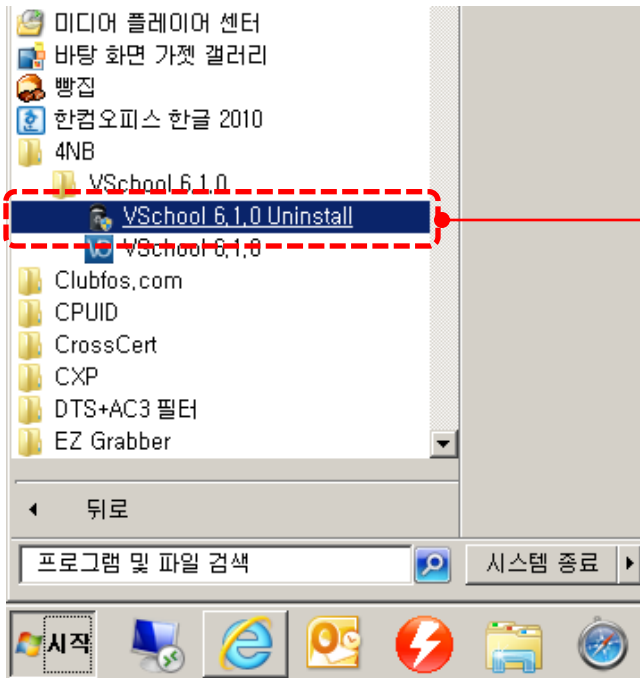 미디어 플레이어 센터
바탕 화면 가젯 갤러리
빵집
한컴오피스 한글 2010
4NB
VSchool 6,1,0
VSchool 6,1,0 Uninstall
VSchool 6,1,0
Clubfos,com
CPUID
CrossCert
CXP
DTS+AC3 필터
EZ Grabber
뒤로
프로그램 및 파일 검색
시스템 종료
시작